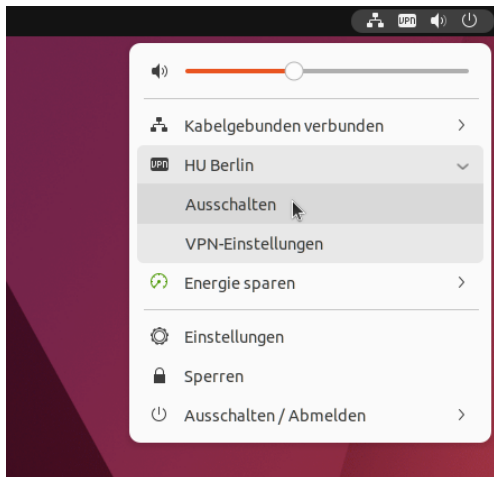 VPN
Kabelgebunden verbunden
VPN HU Berlin
Ausschalten
VPN-Einstellungen
Energie sparen
Einstellungen
Sperren
Ausschalten / Abmelden